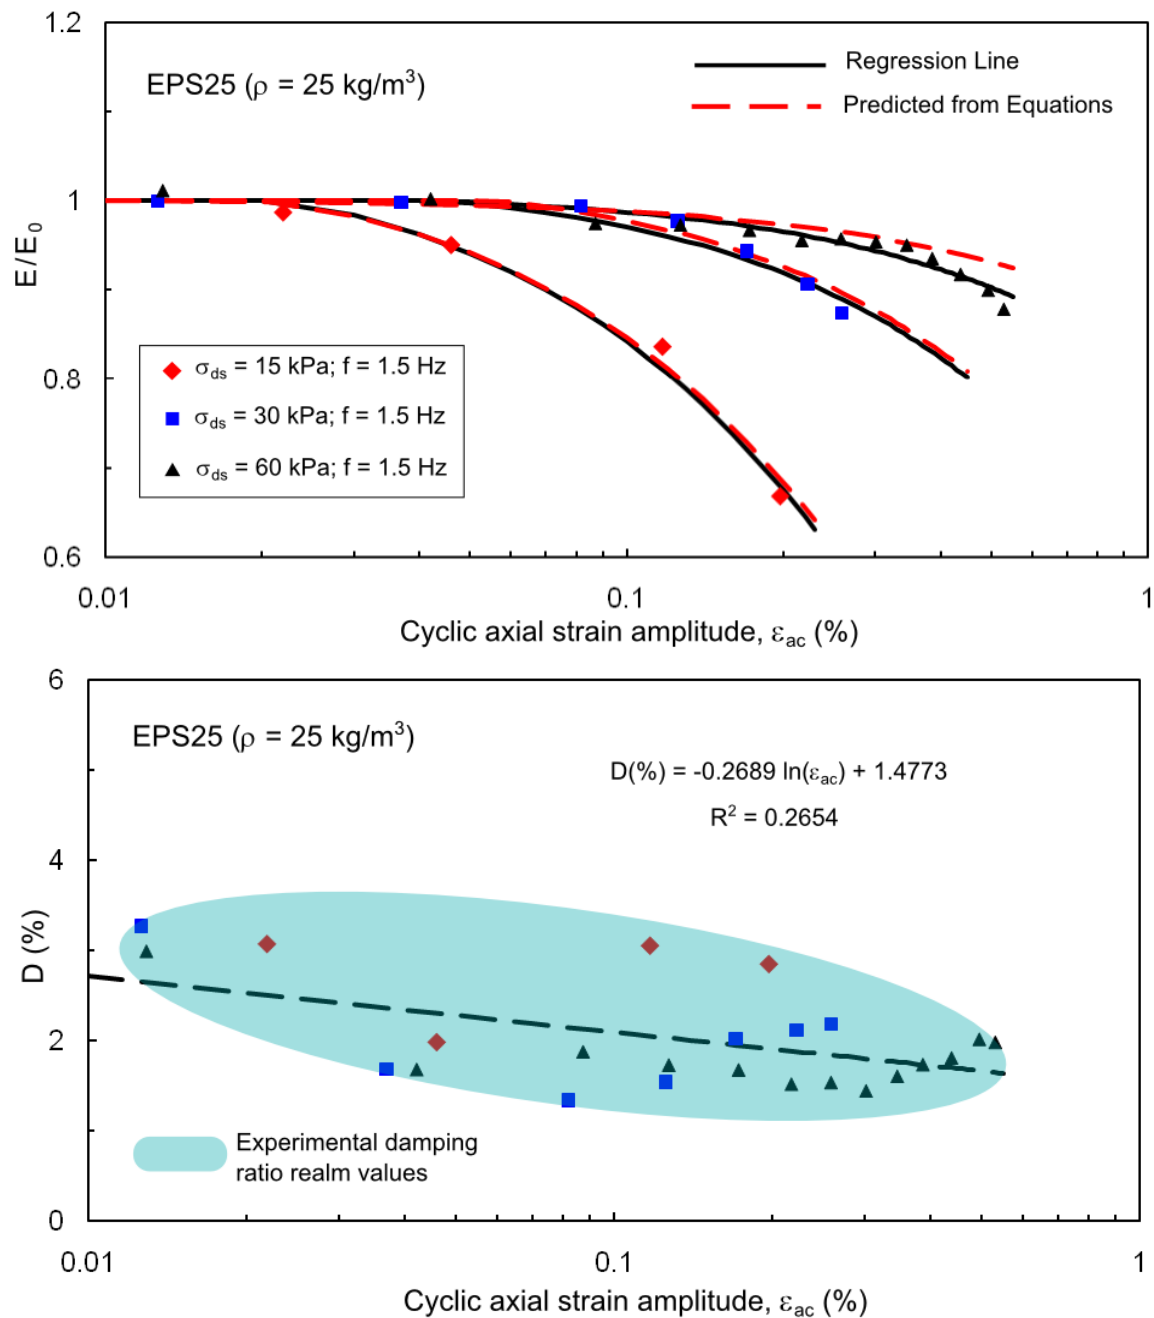 1.2
EPS25 (ρ = 25 kg/m³)
Regression Line
Predicted from Equations
1
E/E₀
σds = 15 kPa; f = 1.5 Hz
σds = 30 kPa; f = 1.5 Hz
σds = 60 kPa; f = 1.5 Hz
0.8
0.6
0.01
0.1
1
Cyclic axial strain amplitude, εac (%)
6
EPS25 (ρ = 25 kg/m³)
D(%) = -0.2689 ln(εac) + 1.4773
R² = 0.2654
4
D (%)
2
Experimental damping
ratio realm values
0
0.01
0.1
1
Cyclic axial strain amplitude, εac (%)